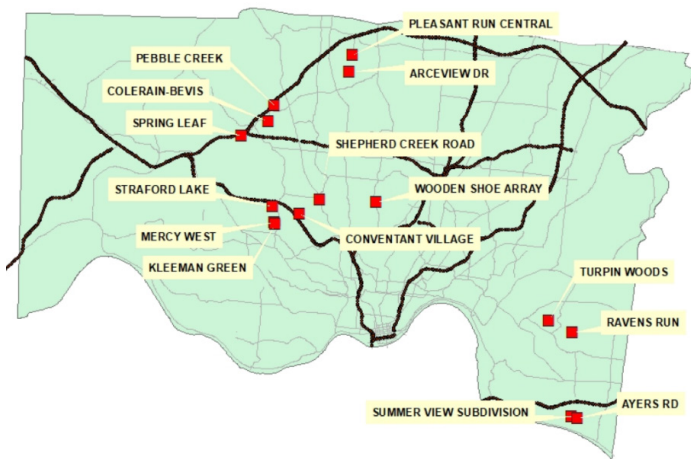 PLEASANT RUN CENTRAL
PEBBLE CREEK
ARCEVIEW DR
COLERAIN-BEVIS
SPRING LEAF
SHEPHERD CREEK ROAD
STRAFORD LAKE
WOODEN SHOE ARRAY
MERCY WEST
CONVENTANT VILLAGE
KLEEMAN GREEN
TURPIN WOODS
RAVENS RUN
AYERS RD
SUMMER VIEW SUBDIVISION